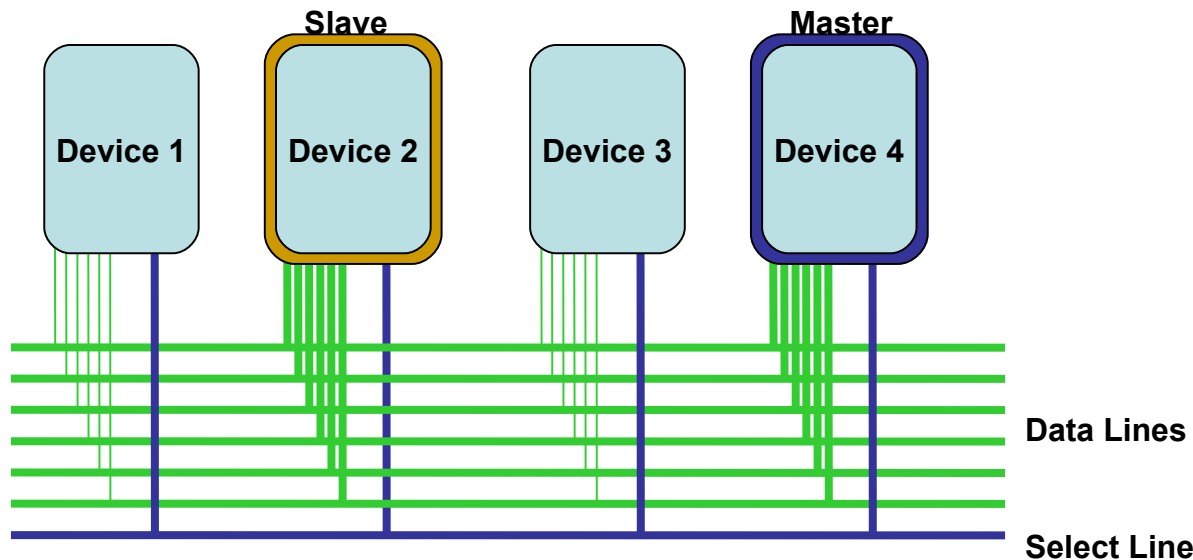 Slave
Master
Device 1
Device 2
Device 3
Device 4
Data Lines
Select Line